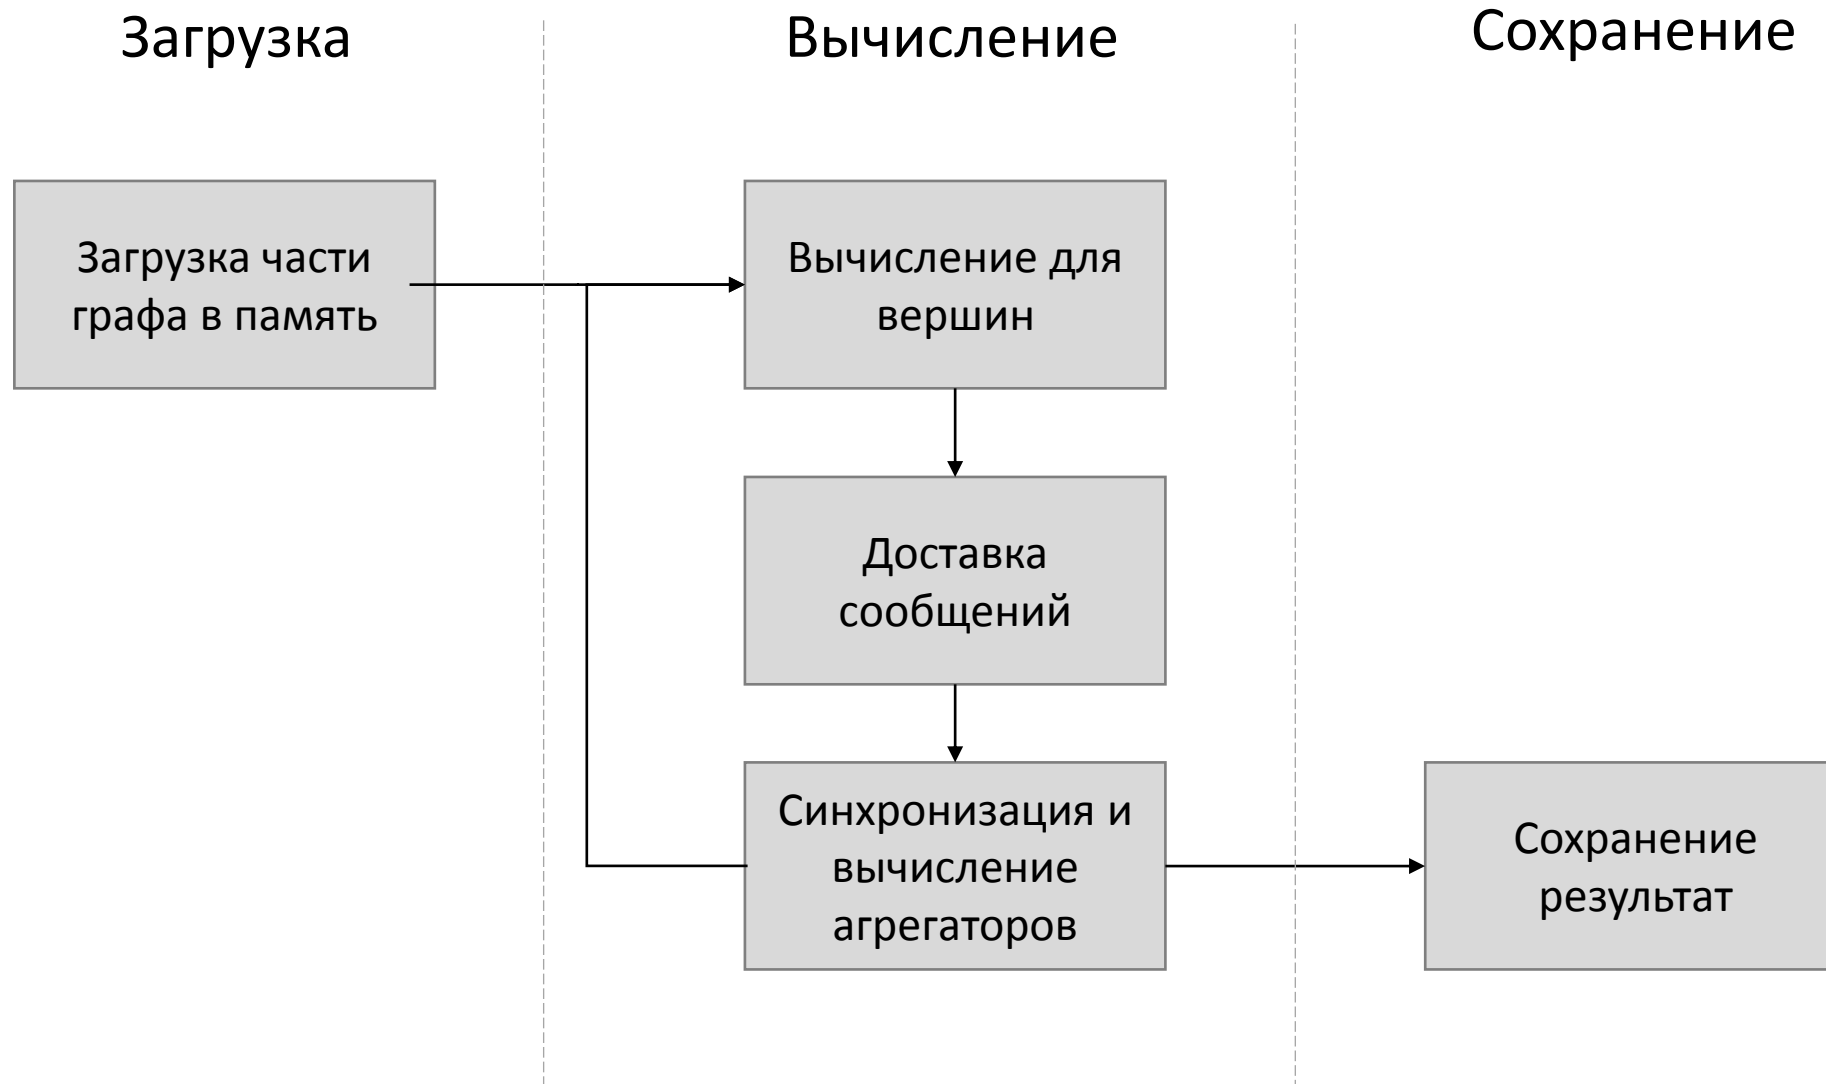 Загрузка
Вычисление
Сохранение
Загрузка части
графа в память
Вычисление для
вершин
Доставка
сообщений
Синхронизация и
вычисление
агрегаторов
Сохранение
результат